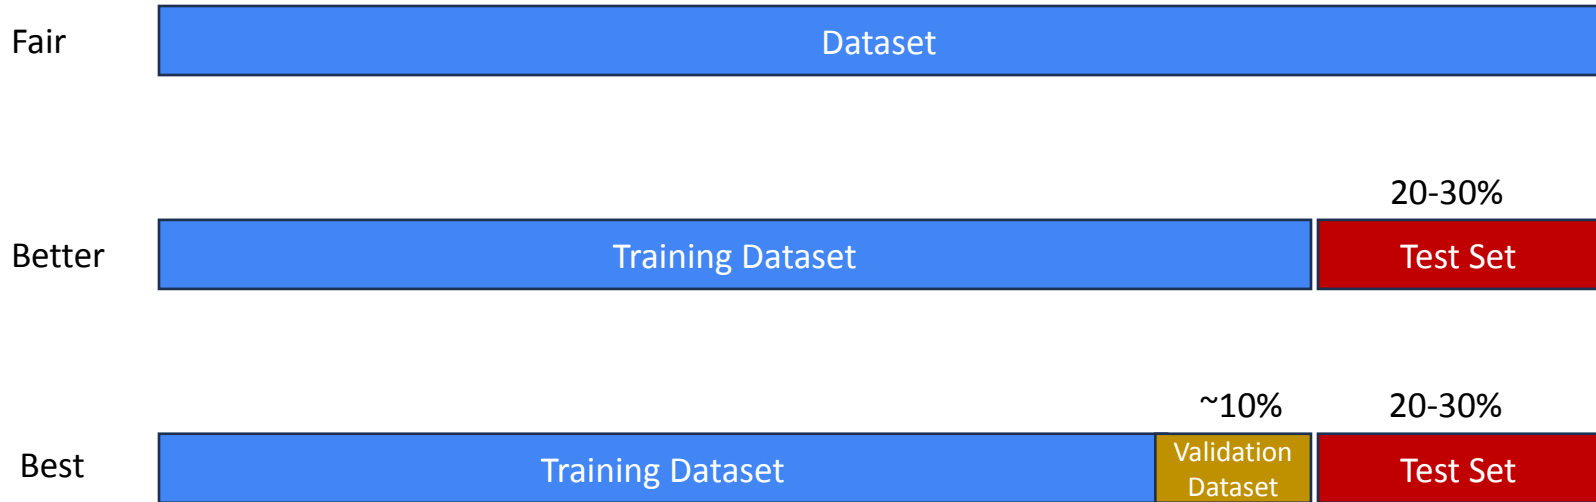 Fair
Dataset
20-30%
Better
Training Dataset
Test Set
~10%
20-30%
Best
Training Dataset
Validation
Dataset
Test Set